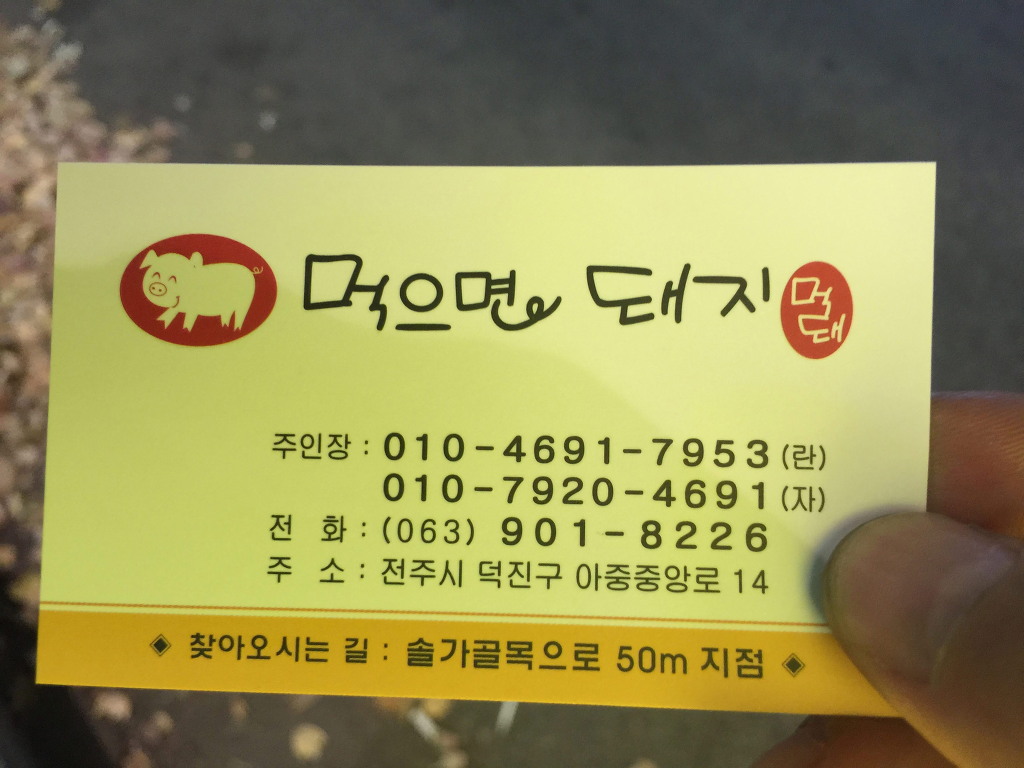 먹으면 돼지 먹돼
주인장 : 010-4691-7953 (란)
010-7920-4691 (자)
전 화 : (063) 901-8226
주 소 : 전주시 덕진구 아중중앙로 14
◈ 찾아오시는 길 : 솔가골목으로 50m 지점 ◈